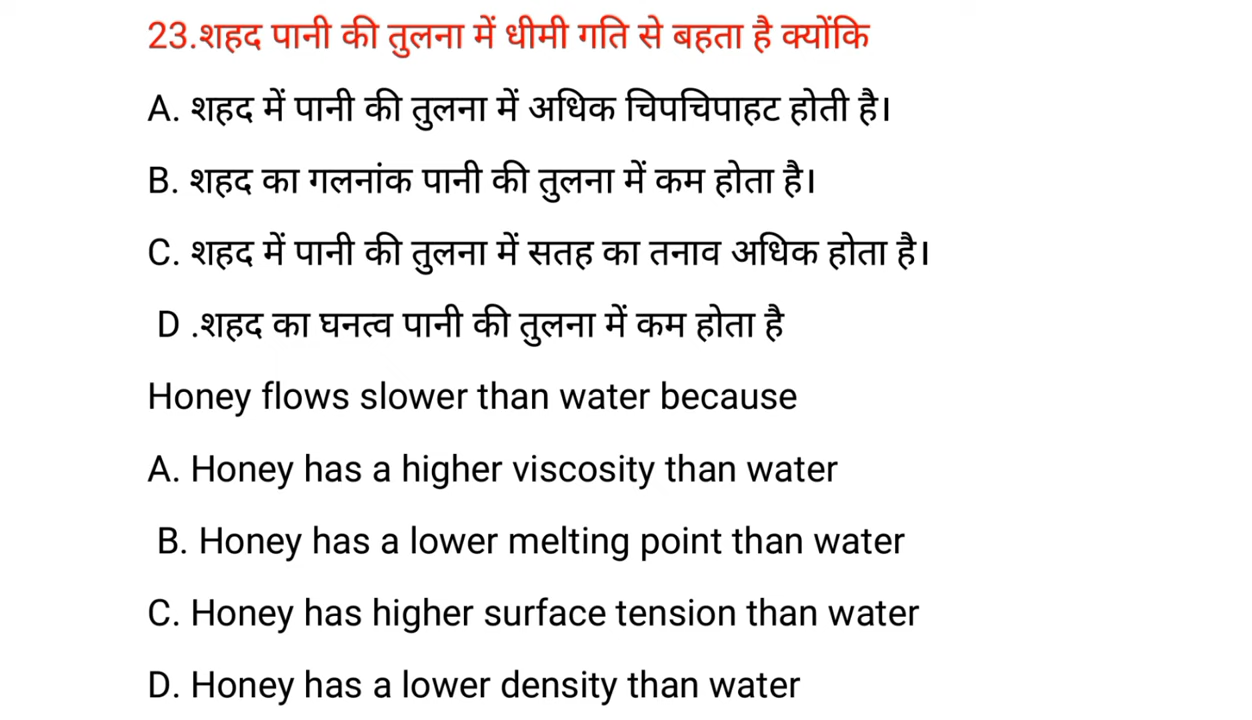 23.शहद पानी की तुलना में धीमी गति से बहता है क्योंकि
A. शहद में पानी की तुलना में अधिक चिपचिपाहट होती है।
B. शहद का गलनांक पानी की तुलना में कम होता है।
C. शहद में पानी की तुलना में सतह का तनाव अधिक होता है।
D .शहद का घनत्व पानी की तुलना में कम होता है
Honey flows slower than water because
A. Honey has a higher viscosity than water
B. Honey has a lower melting point than water
C. Honey has higher surface tension than water
D. Honey has a lower density than water